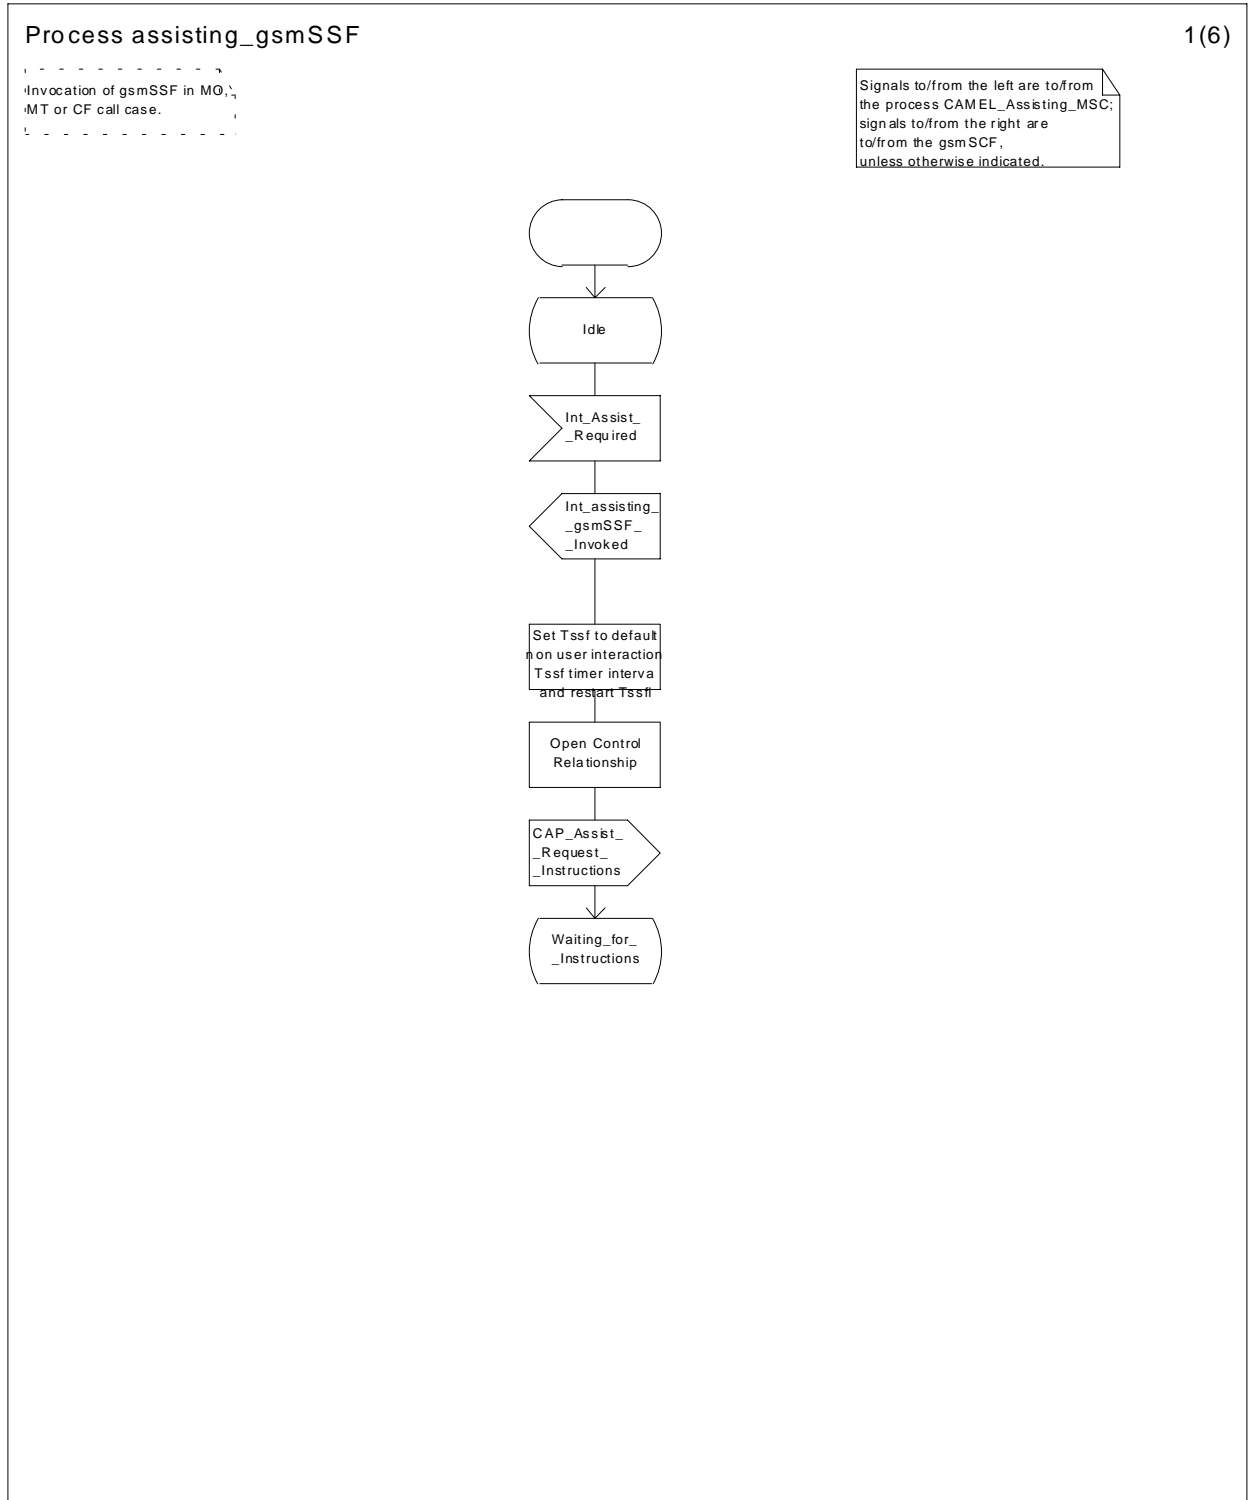 Process assisting_gsmSSF
1(6)
Invocation of gsmSSF in MO,
MT or CF call case.
Signals to/from the left are to/from
the process CAMEL_Assisting_MSC;
signals to/from the right are
to/from the gsmSCF,
unless otherwise indicated.
Idle
Int_Assist_
_Required
Int_assisting_
_gsmSSF_
_Invoked
Set Tssf to default
non user interaction
Tssf timer interva
and restart Tssfl
Open Control
Relationship
CAP_Assist_
_Request_
_Instructions
Waiting_for_
_Instructions